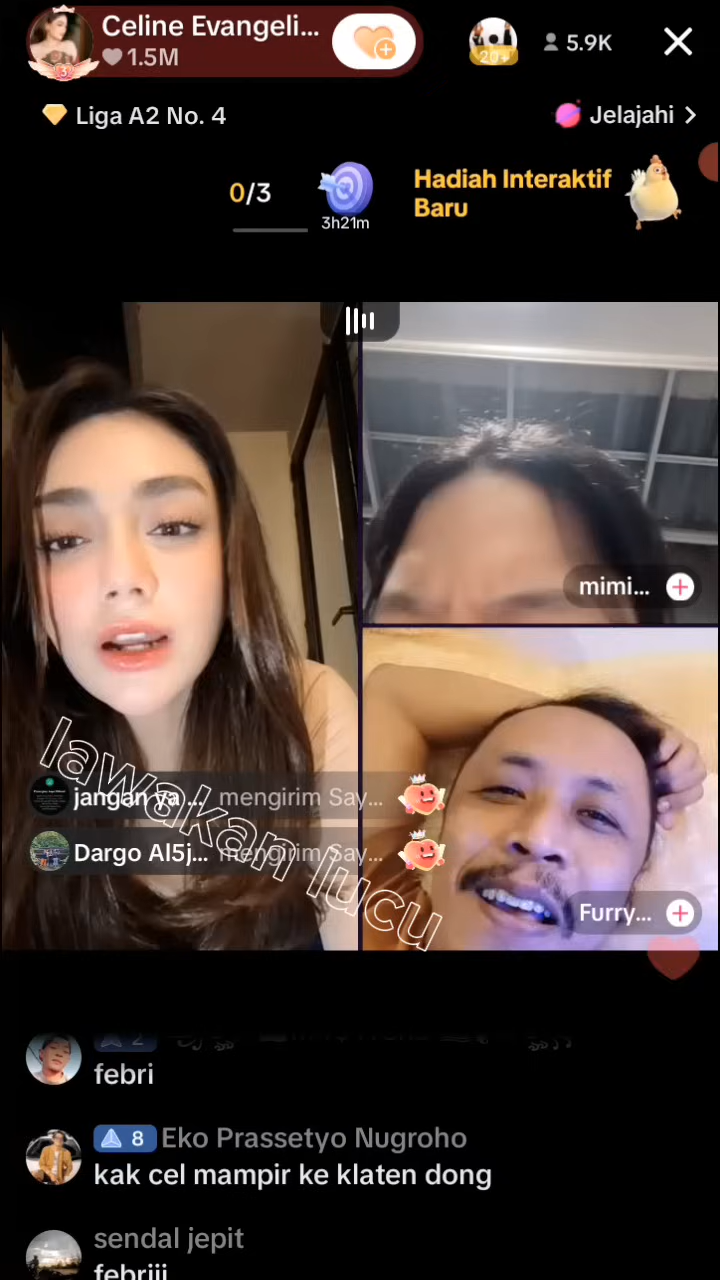 Celine Evangeli...
1.5M
20+
5.9K
Liga A2 No. 4
Jelajahi >
0/3
3h21m
Hadiah Interaktif
Baru
mimi...
lawakan lucu
jangan ya ... mengirim Say...
Dargo Al5j... mengirim Say...
Furry...
2
febri
8 Eko Prassetyo Nugroho
kak cel mampir ke klaten dong
sendal jepit
febriii